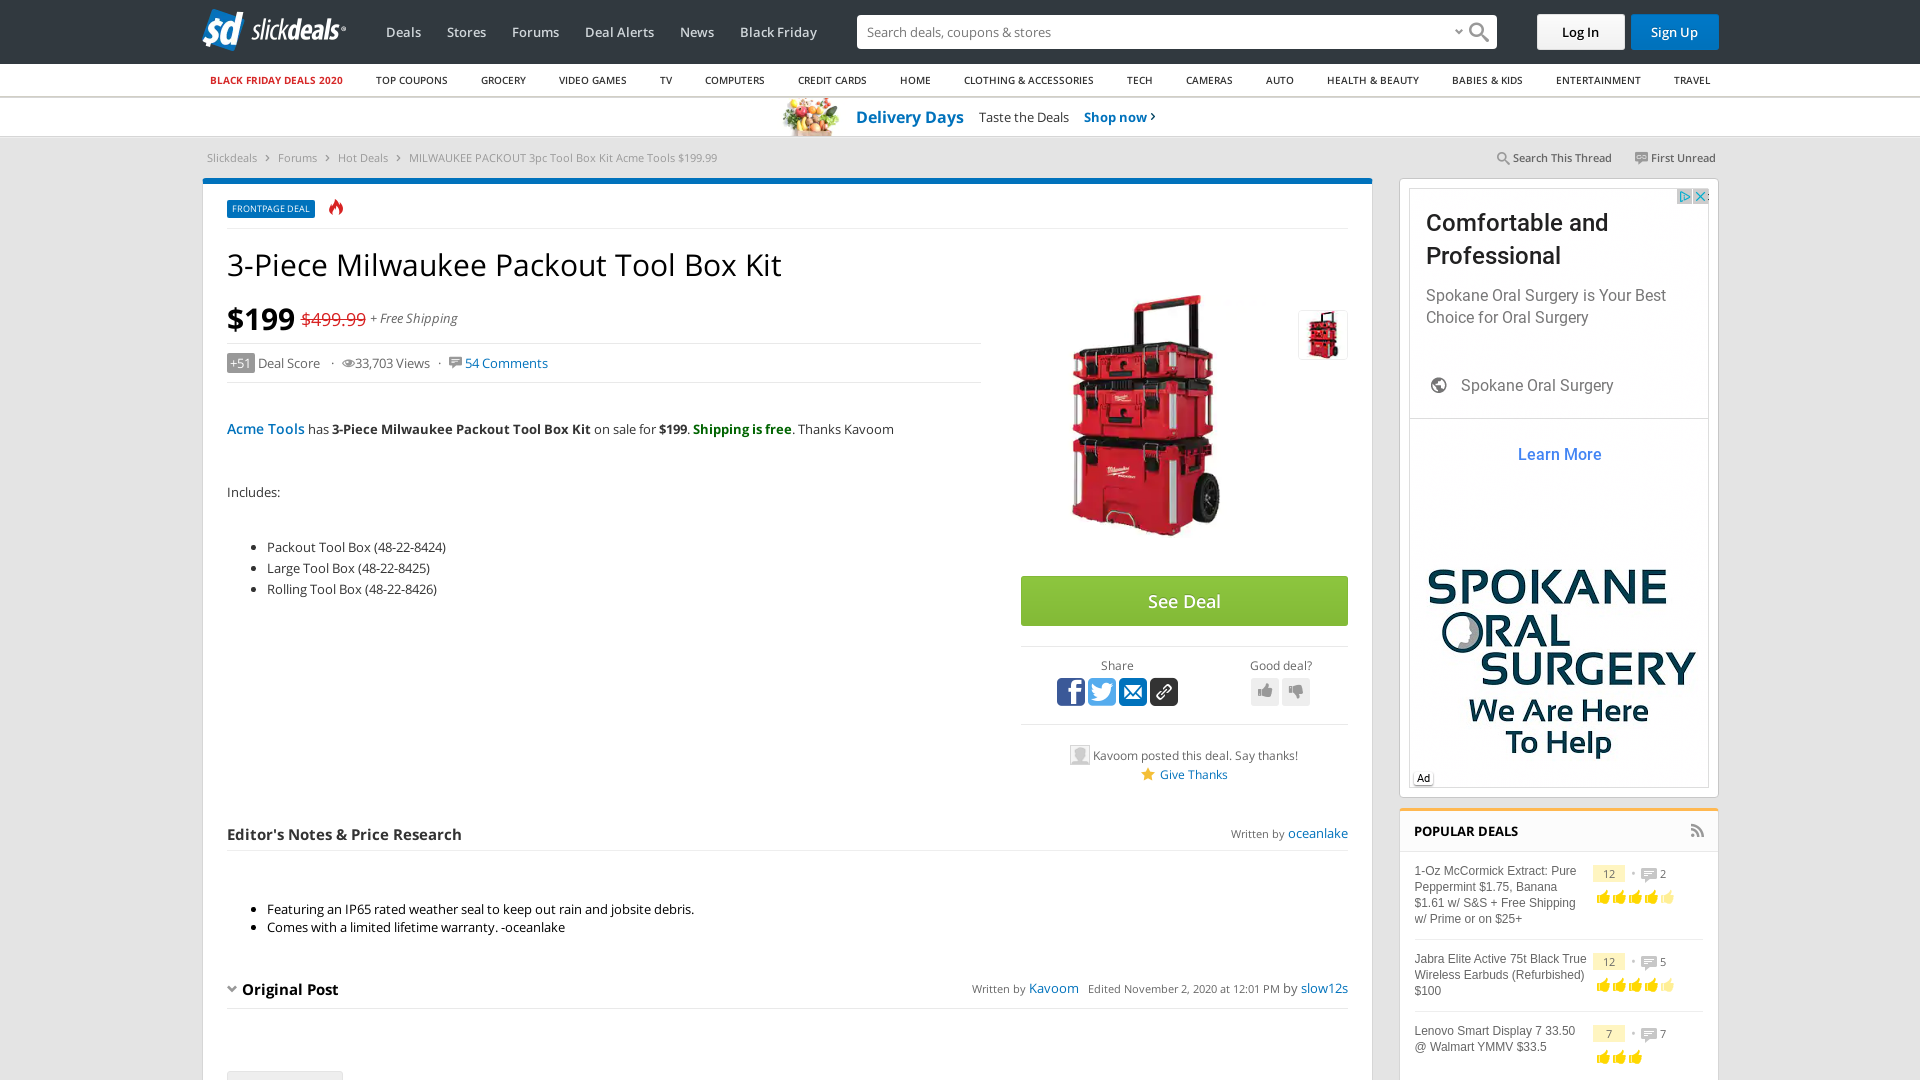 sd slickdeals
Deals
Stores
Forums
Deal Alerts
News
Black Friday
Search deals, coupons & stores
Log In
Sign Up
BLACK FRIDAY DEALS 2020
TOP COUPONS
GROCERY
VIDEO GAMES
TV
COMPUTERS
CREDIT CARDS
HOME
CLOTHING & ACCESSORIES
TECH
CAMERAS
AUTO
HEALTH & BEAUTY
BABIES & KIDS
ENTERTAINMENT
TRAVEL
Delivery Days Taste the Deals Shop now
Slickdeals
Forums
Hot Deals
MILWAUKEE PACKOUT 3pc Tool Box Kit Acme Tools $199.99
Search This Thread
First Unread
FRONTPAGE DEAL
3-Piece Milwaukee Packout Tool Box Kit
$199 $499.99 + Free Shipping
+51 Deal Score · 33,703 Views · 54 Comments
Acme Tools has 3-Piece Milwaukee Packout Tool Box Kit on sale for $199. Shipping is free. Thanks Kavoom
Includes:
Packout Tool Box (48-22-8424)
Large Tool Box (48-22-8425)
Rolling Tool Box (48-22-8426)
Milwaukee
See Deal
Share
Good deal?
Kavoom posted this deal. Say thanks!
Give Thanks
Editor's Notes & Price Research
Written by oceanlake
Featuring an IP65 rated weather seal to keep out rain and jobsite debris.
Comes with a limited lifetime warranty. -oceanlake
Original Post
Written by Kavoom Edited November 2, 2020 at 12:01 PM by slow12s
Comfortable and
Professional
Spokane Oral Surgery is Your Best
Choice for Oral Surgery
Spokane Oral Surgery
Learn More
SPOKANE
ORAL
SURGERY
We Are Here
To Help
Ad
POPULAR DEALS
1-Oz McCormick Extract: Pure
Peppermint $1.75, Banana
$1.61 w/ S&S + Free Shipping
w/ Prime or on $25+
12 • 2
Jabra Elite Active 75t Black True
Wireless Earbuds (Refurbished)
$100
12 • 5
Lenovo Smart Display 7 33.50
@ Walmart YMMV $33.5
7 • 7